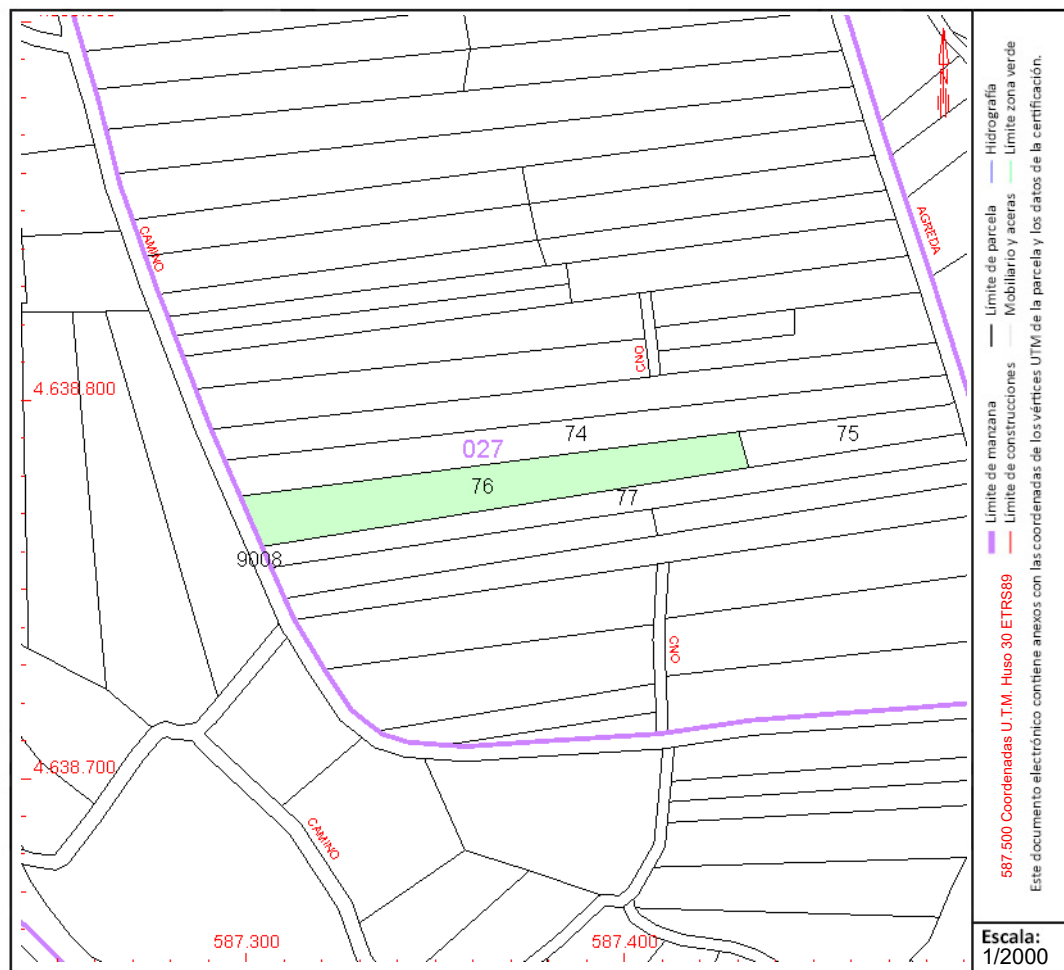 CAMINO
AGREDA
CNO
4.638.800
74
027
75
76
77
9008
CNO
4.638.700
CAMINO
587.300
587.400
Límite de manzana
Límite de parcela
Hidrografía
Límite de construcciones
Mobiliario y aceras
Límite zona verde
587.500 Coordenadas U.T.M. Huso 30 ETRS89
Este documento electrónico contiene anexos con las coordenadas de los vértices UTM de la parcela y los datos de la certificación.
Escala:
1/2000